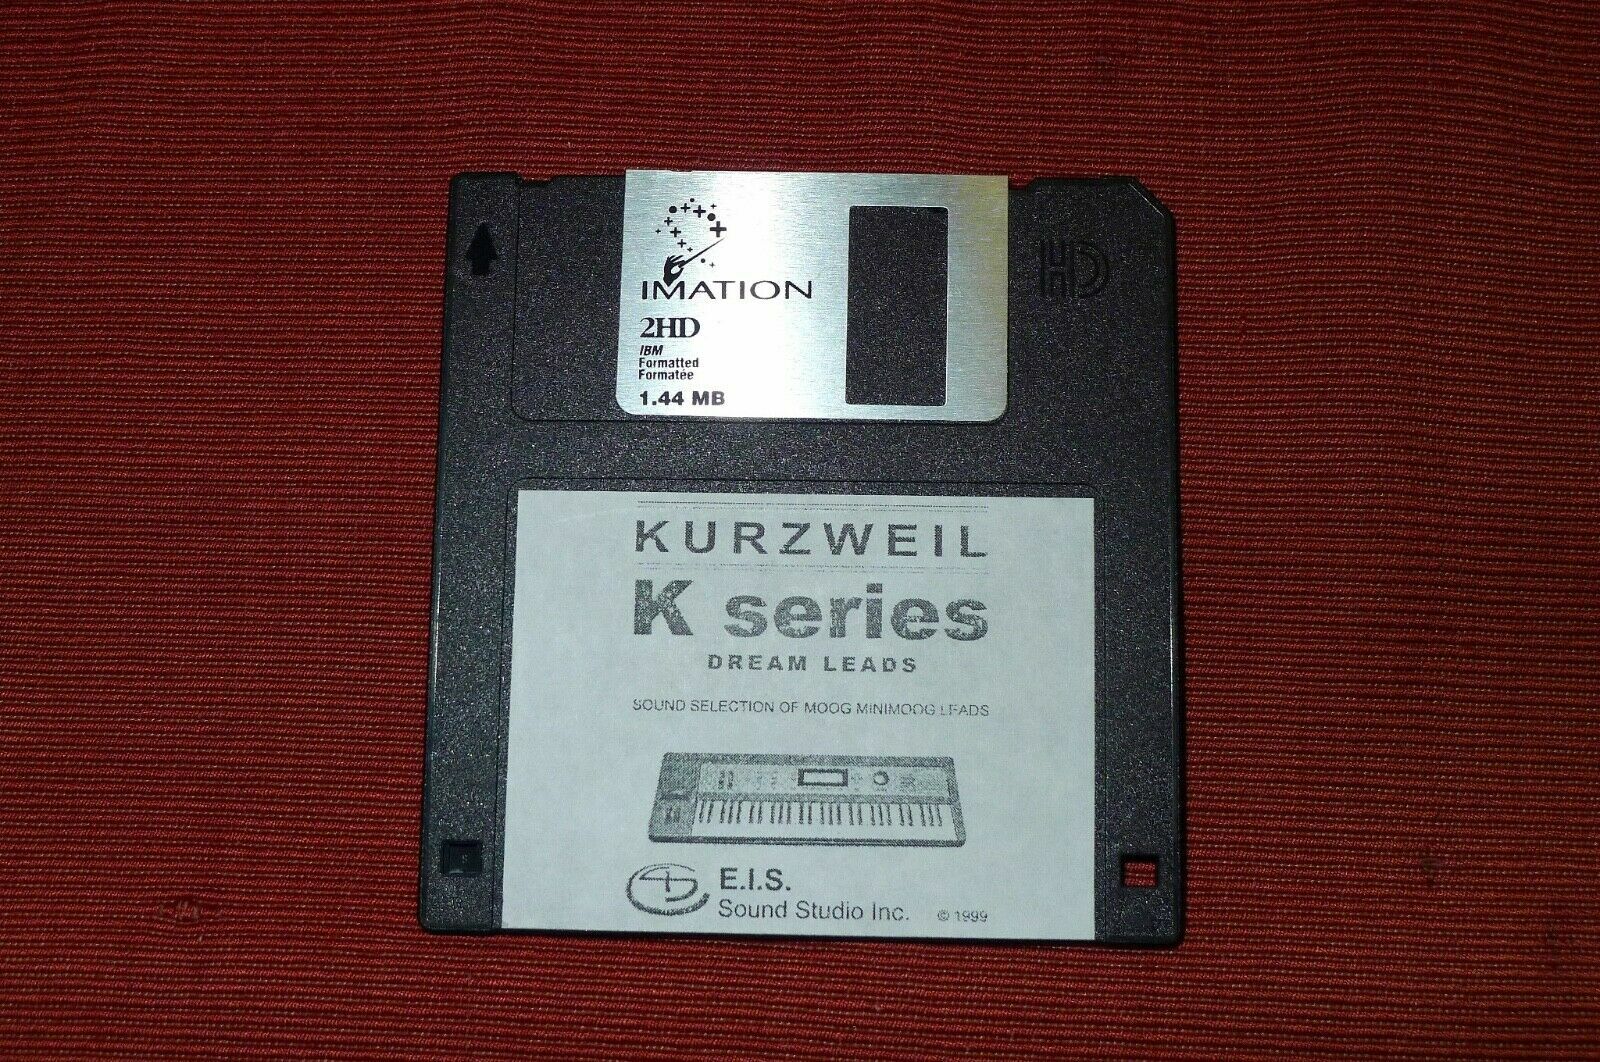 IMATION
2HD
IBM
Formatted
Formatée
1.44 MB
HD
KURZWEIL
K series
DREAM LEADS
SOUND SELECTION OF MOOG MINIMOOG LEADS
E.I.S.
Sound Studio Inc. © 1999